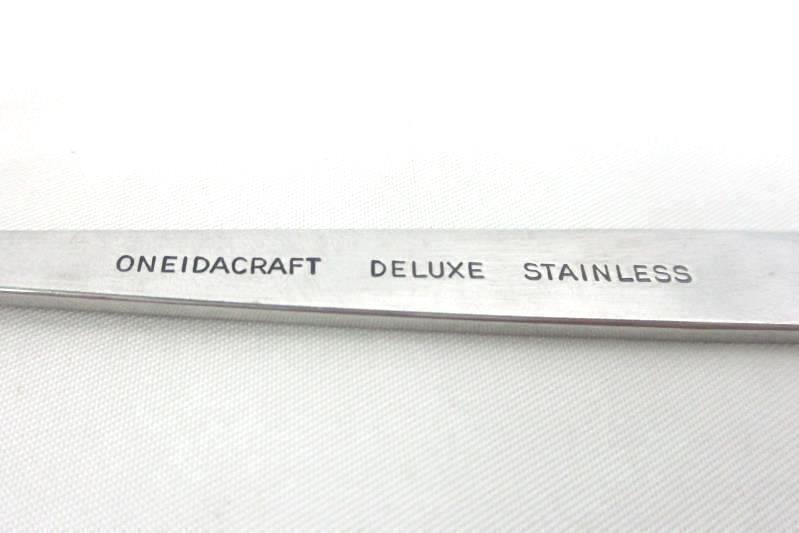 ONEIDACRAFT DELUXE STAINLESS